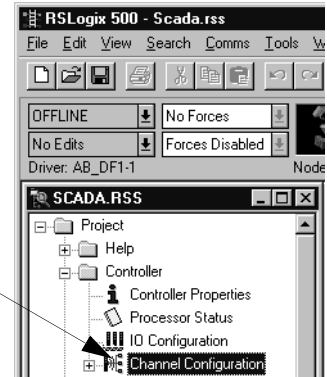 RSLogix 500 - Scada.rss
File Edit View Search Comms Tools
OFFLINE No Forces
No Edits Forces Disabled
Driver: AB_DF1-1 Node
SCADA.RSS
Project
Help
Controller
Controller Properties
Processor Status
IO Configuration
Channel Configuration